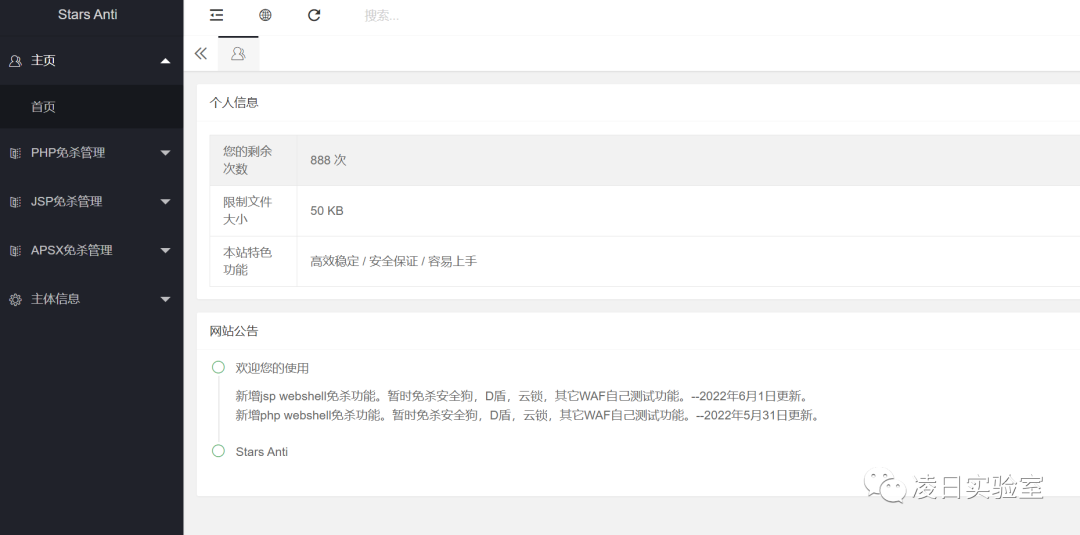 Stars Anti
搜索...
主页
首页
PHP免杀管理
JSP免杀管理
APSX免杀管理
主体信息
个人信息
您的剩余
次数
888 次
限制文件
大小
50 KB
本站特色
功能
高效稳定 / 安全保证 / 容易上手
网站公告
欢迎您的使用
新增jsp webshell免杀功能。暂时免杀安全狗，D盾，云锁，其它WAF自己测试功能。--2022年6月1日更新。
新增php webshell免杀功能。暂时免杀安全狗，D盾，云锁，其它WAF自己测试功能。--2022年5月31日更新。
Stars Anti
凌日实验室